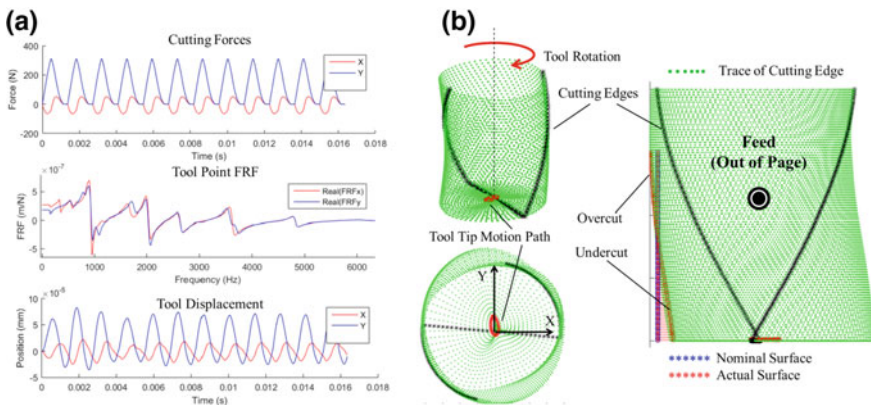 (a)
Cutting Forces
400
200
0
-200
Force (N)
X
Y
0 0.002 0.004 0.006 0.008 0.01 0.012 0.014 0.016 0.018
Time (s)
Tool Point FRF
×10⁻⁷
5
0
-5
FRF (m/N)
Real(FRFx)
Real(FRFy
0 1000 2000 3000 4000 5000 6000
Frequency (Hz)
Tool Displacement
10
5
0
-5
Position (mm)
X
Y
0 0.002 0.004 0.006 0.008 0.01 0.012 0.014 0.016 0.018
Time (s)
(b)
Tool Rotation
Cutting Edges
Tool Tip Motion Path
Y
X
Trace of Cutting Edge
Feed
(Out of Page)
Overcut
Undercut
Nominal Surface
Actual Surface